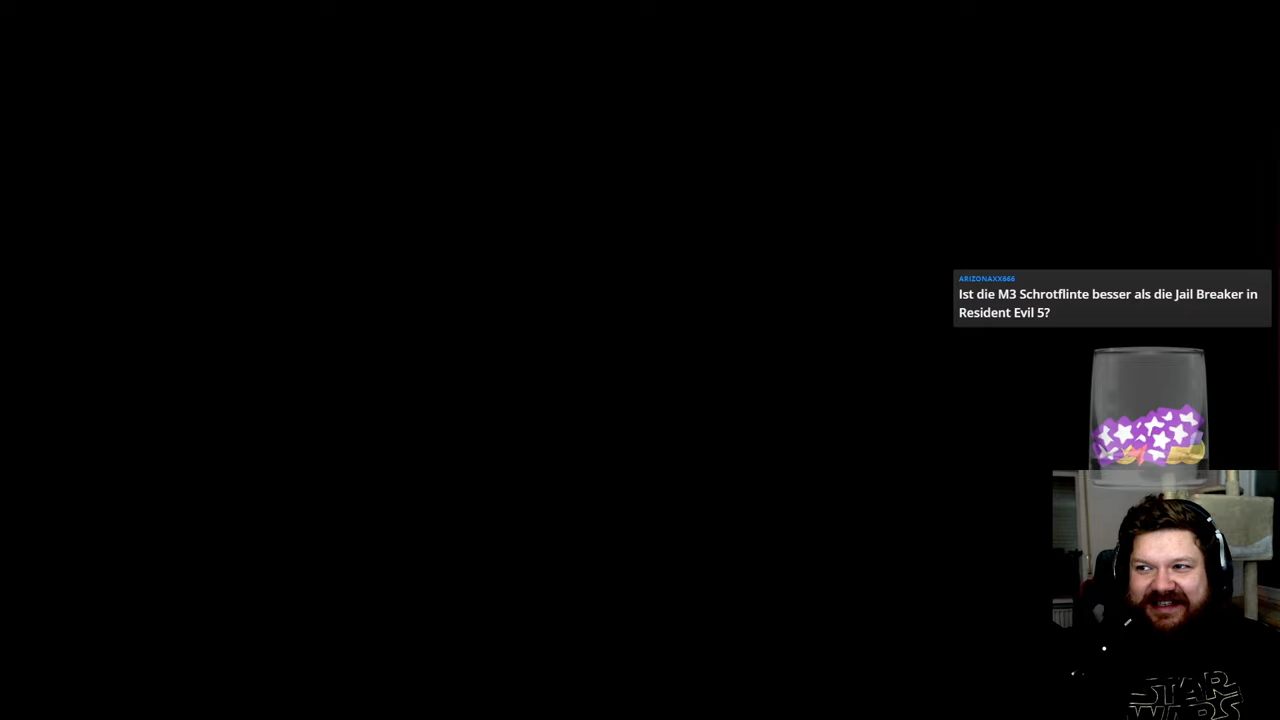 ARIZONAXX666
Ist die M3 Schrotflinte besser als die Jail Breaker in
Resident Evil 5?
STAR
WARS